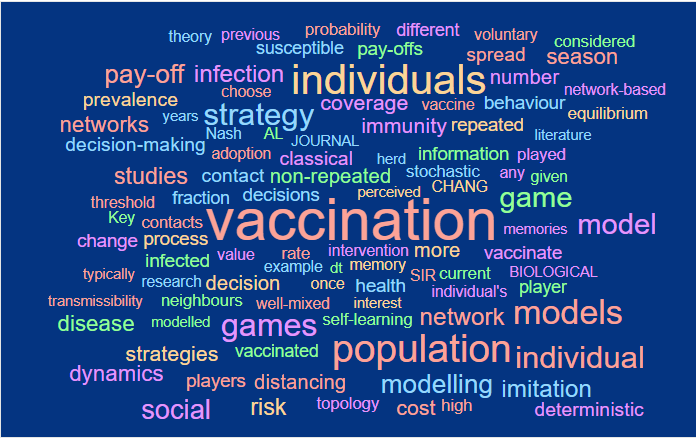 theory previous probability different voluntary
susceptible pay-offs spread considered
pay-off infection individuals number season
prevalence choose coverage vaccine behaviour network-based
networks years strategy immunity repeated equilibrium
decision-making Nash AL JOURNAL literature
adoption classical herd information played
studies contact non-repeated stochastic any given
threshold fraction decisions perceived CHANG game
Key contacts vaccination memories model
change process value rate intervention more vaccinate
infected example dt memory SIR current BIOLOGICAL
typically research decision once health individual's player
transmissibility neighbours well-mixed interest
disease modelled games self-learning network models
strategies vaccinated population individual
dynamics players distancing modelling imitation
social risk topology cost high deterministic